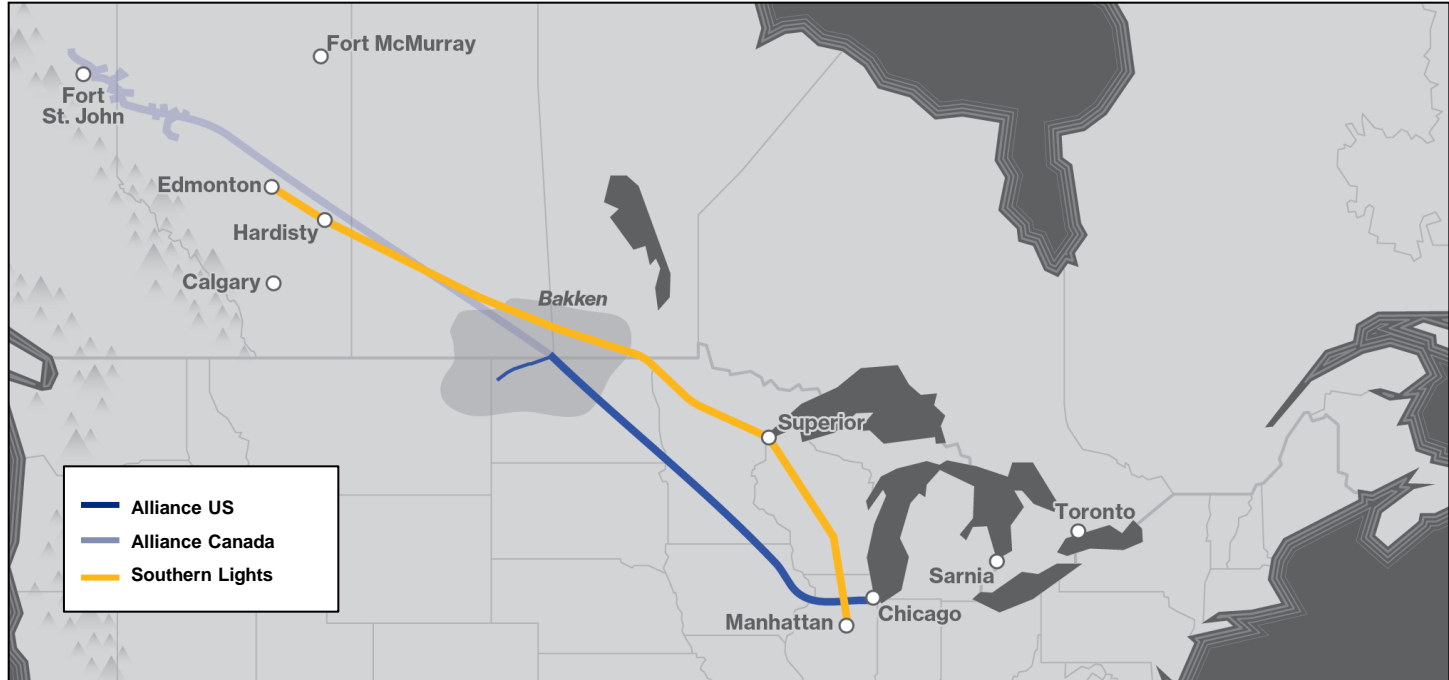 Fort McMurray
Fort
St. John
Edmonton
Hardisty
Calgary
Bakken
Superior
Toronto
Sarnia
Chicago
Manhattan
Alliance US
Alliance Canada
Southern Lights